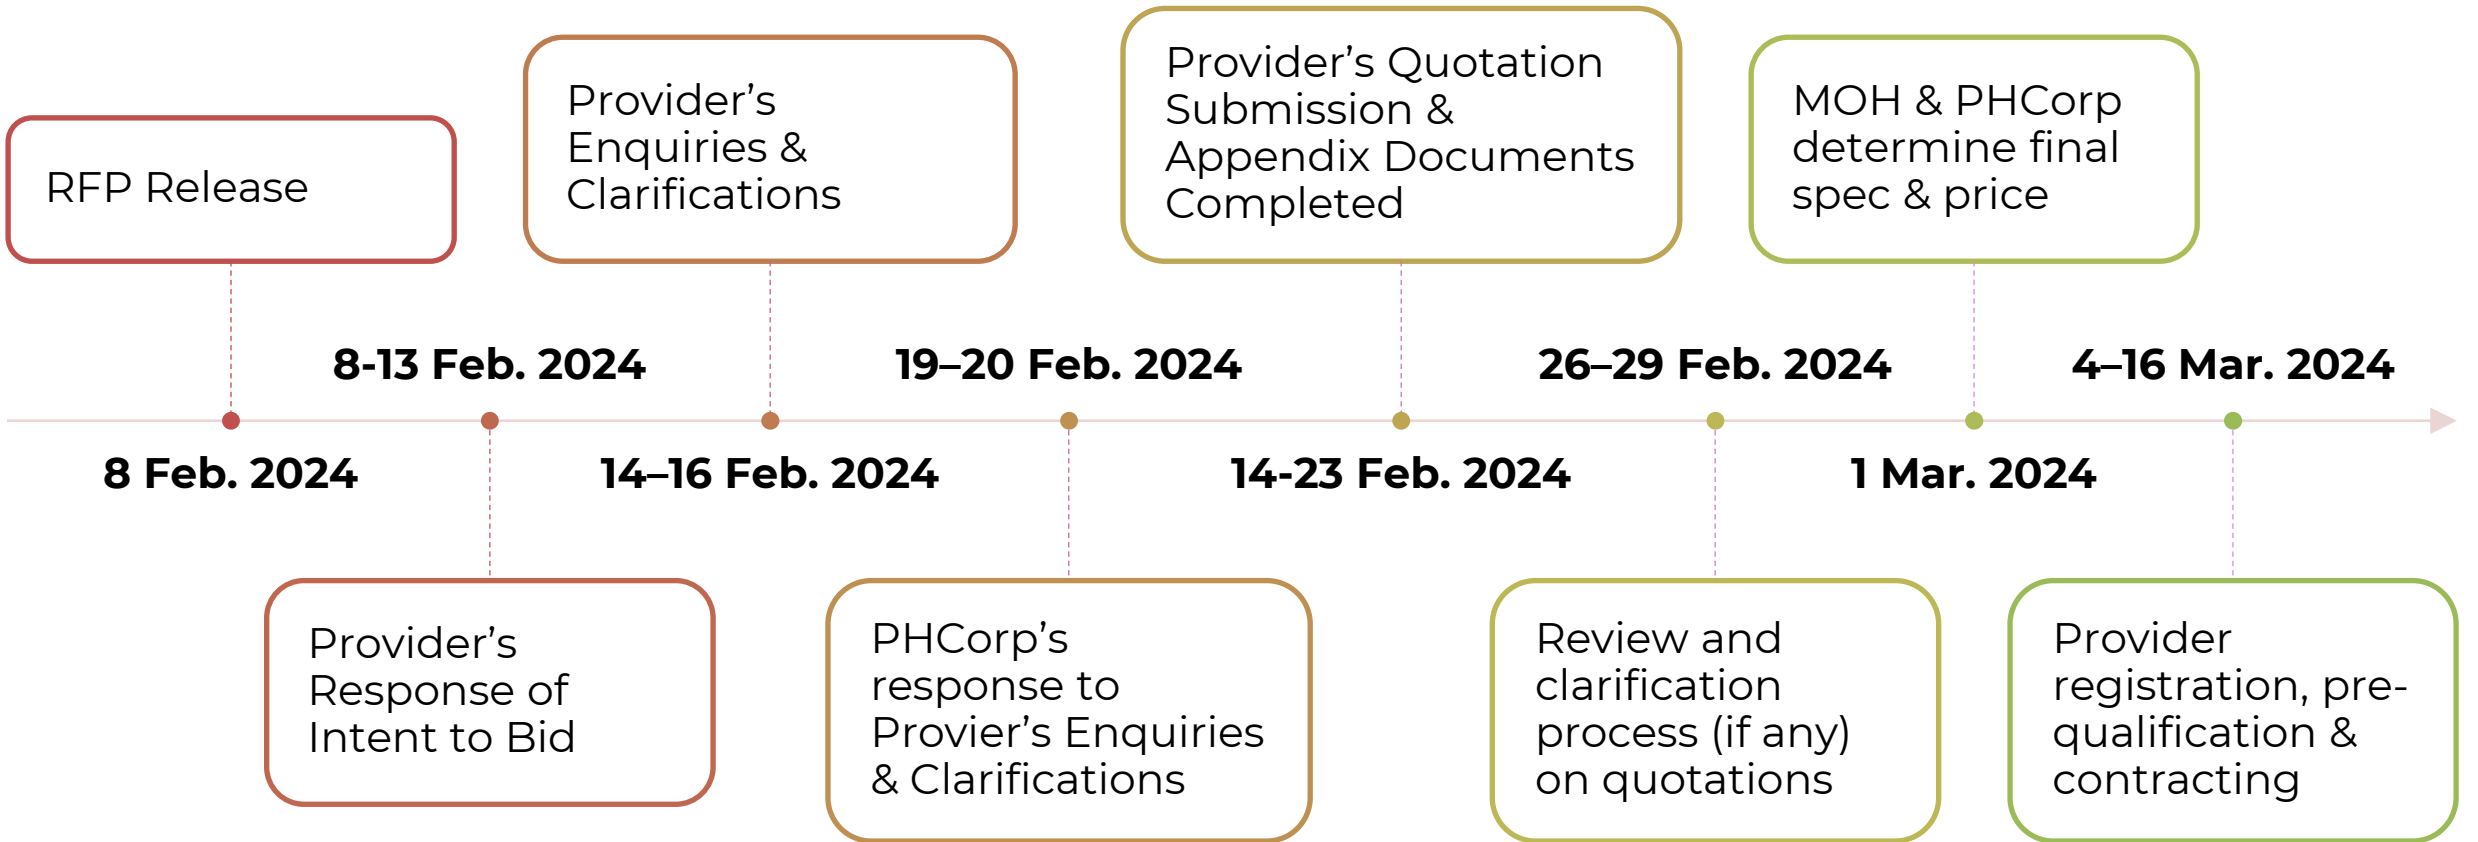 RFP Release
8 Feb. 2024
8-13 Feb. 2024
Provider’s
Response of
Intent to Bid
Provider’s
Enquiries &
Clarifications
14–16 Feb. 2024
19–20 Feb. 2024
PHCorp’s
response to
Provier’s Enquiries
& Clarifications
Provider’s Quotation
Submission &
Appendix Documents
Completed
14-23 Feb. 2024
26–29 Feb. 2024
Review and
clarification
process (if any)
on quotations
MOH & PHCorp
determine final
spec & price
1 Mar. 2024
4–16 Mar. 2024
Provider
registration, pre-
qualification &
contracting